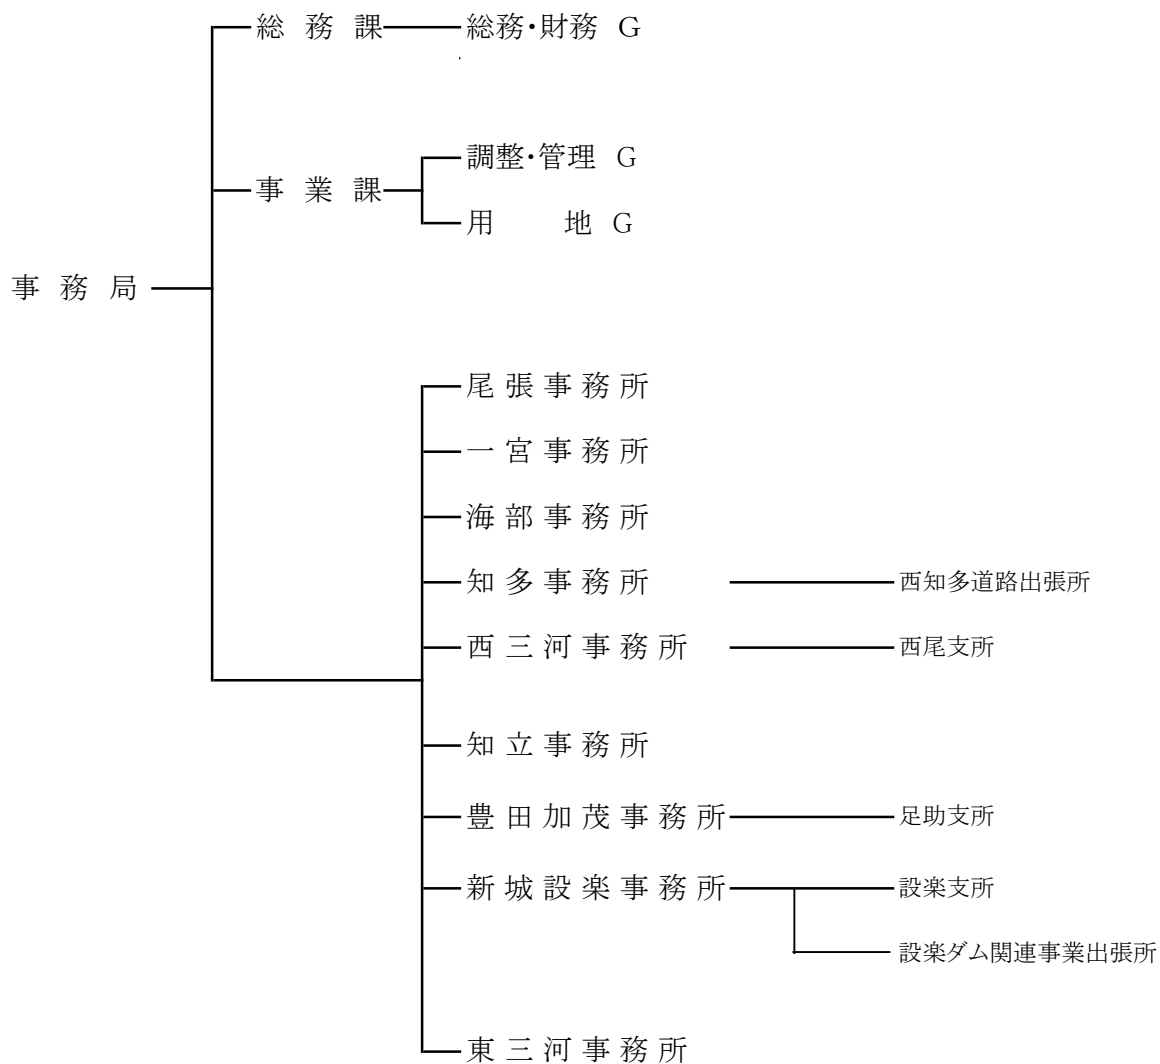 総務課 総務・財務 G
調整・管理 G
事業課
用地 G
事務局
尾張事務所
一宮事務所
海部事務所
知多事務所 西知多道路出張所
西三河事務所 西尾支所
知立事務所
豊田加茂事務所 足助支所
新城設楽事務所 設楽支所
設楽ダム関連事業出張所
東三河事務所